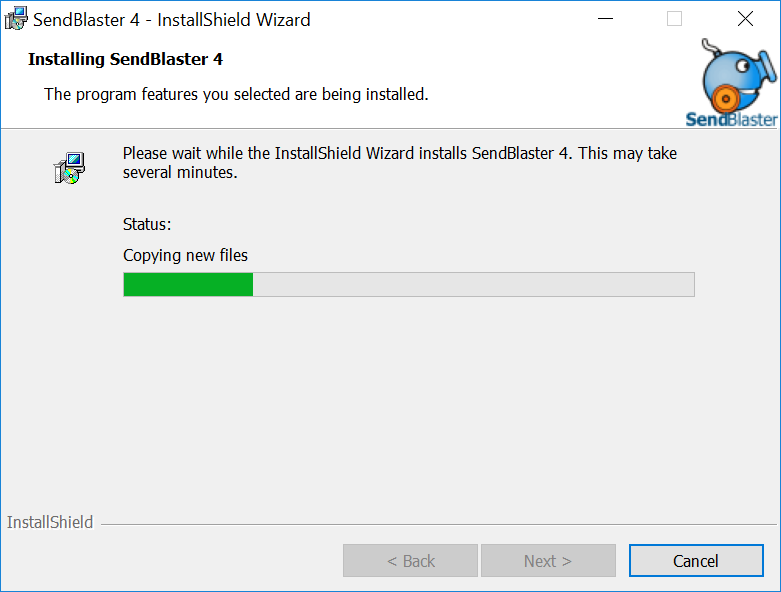 SendBlaster 4 - InstallShield Wizard
Installing SendBlaster 4
The program features you selected are being installed.
SendBlaster
Please wait while the InstallShield Wizard installs SendBlaster 4. This may take
several minutes.
Status:
Copying new files
InstallShield
< Back
Next >
Cancel